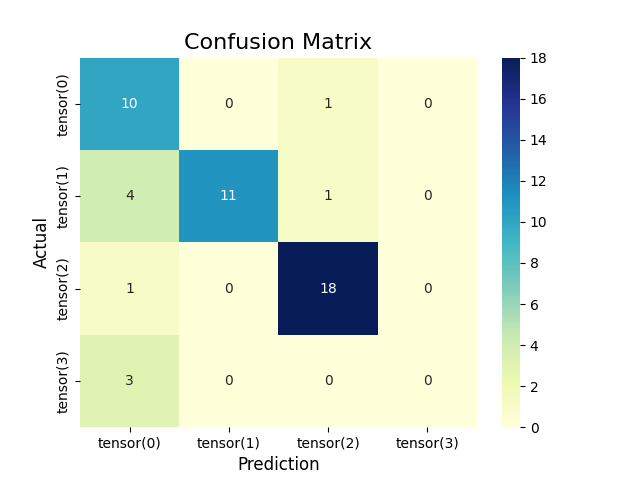 Confusion Matrix
Actual
tensor(0) 10 0 1 0
tensor(1) 4 11 1 0
tensor(2) 1 0 18 0
tensor(3) 3 0 0 0
tensor(0) tensor(1) tensor(2) tensor(3)
Prediction
18
16
14
12
10
8
6
4
2
0